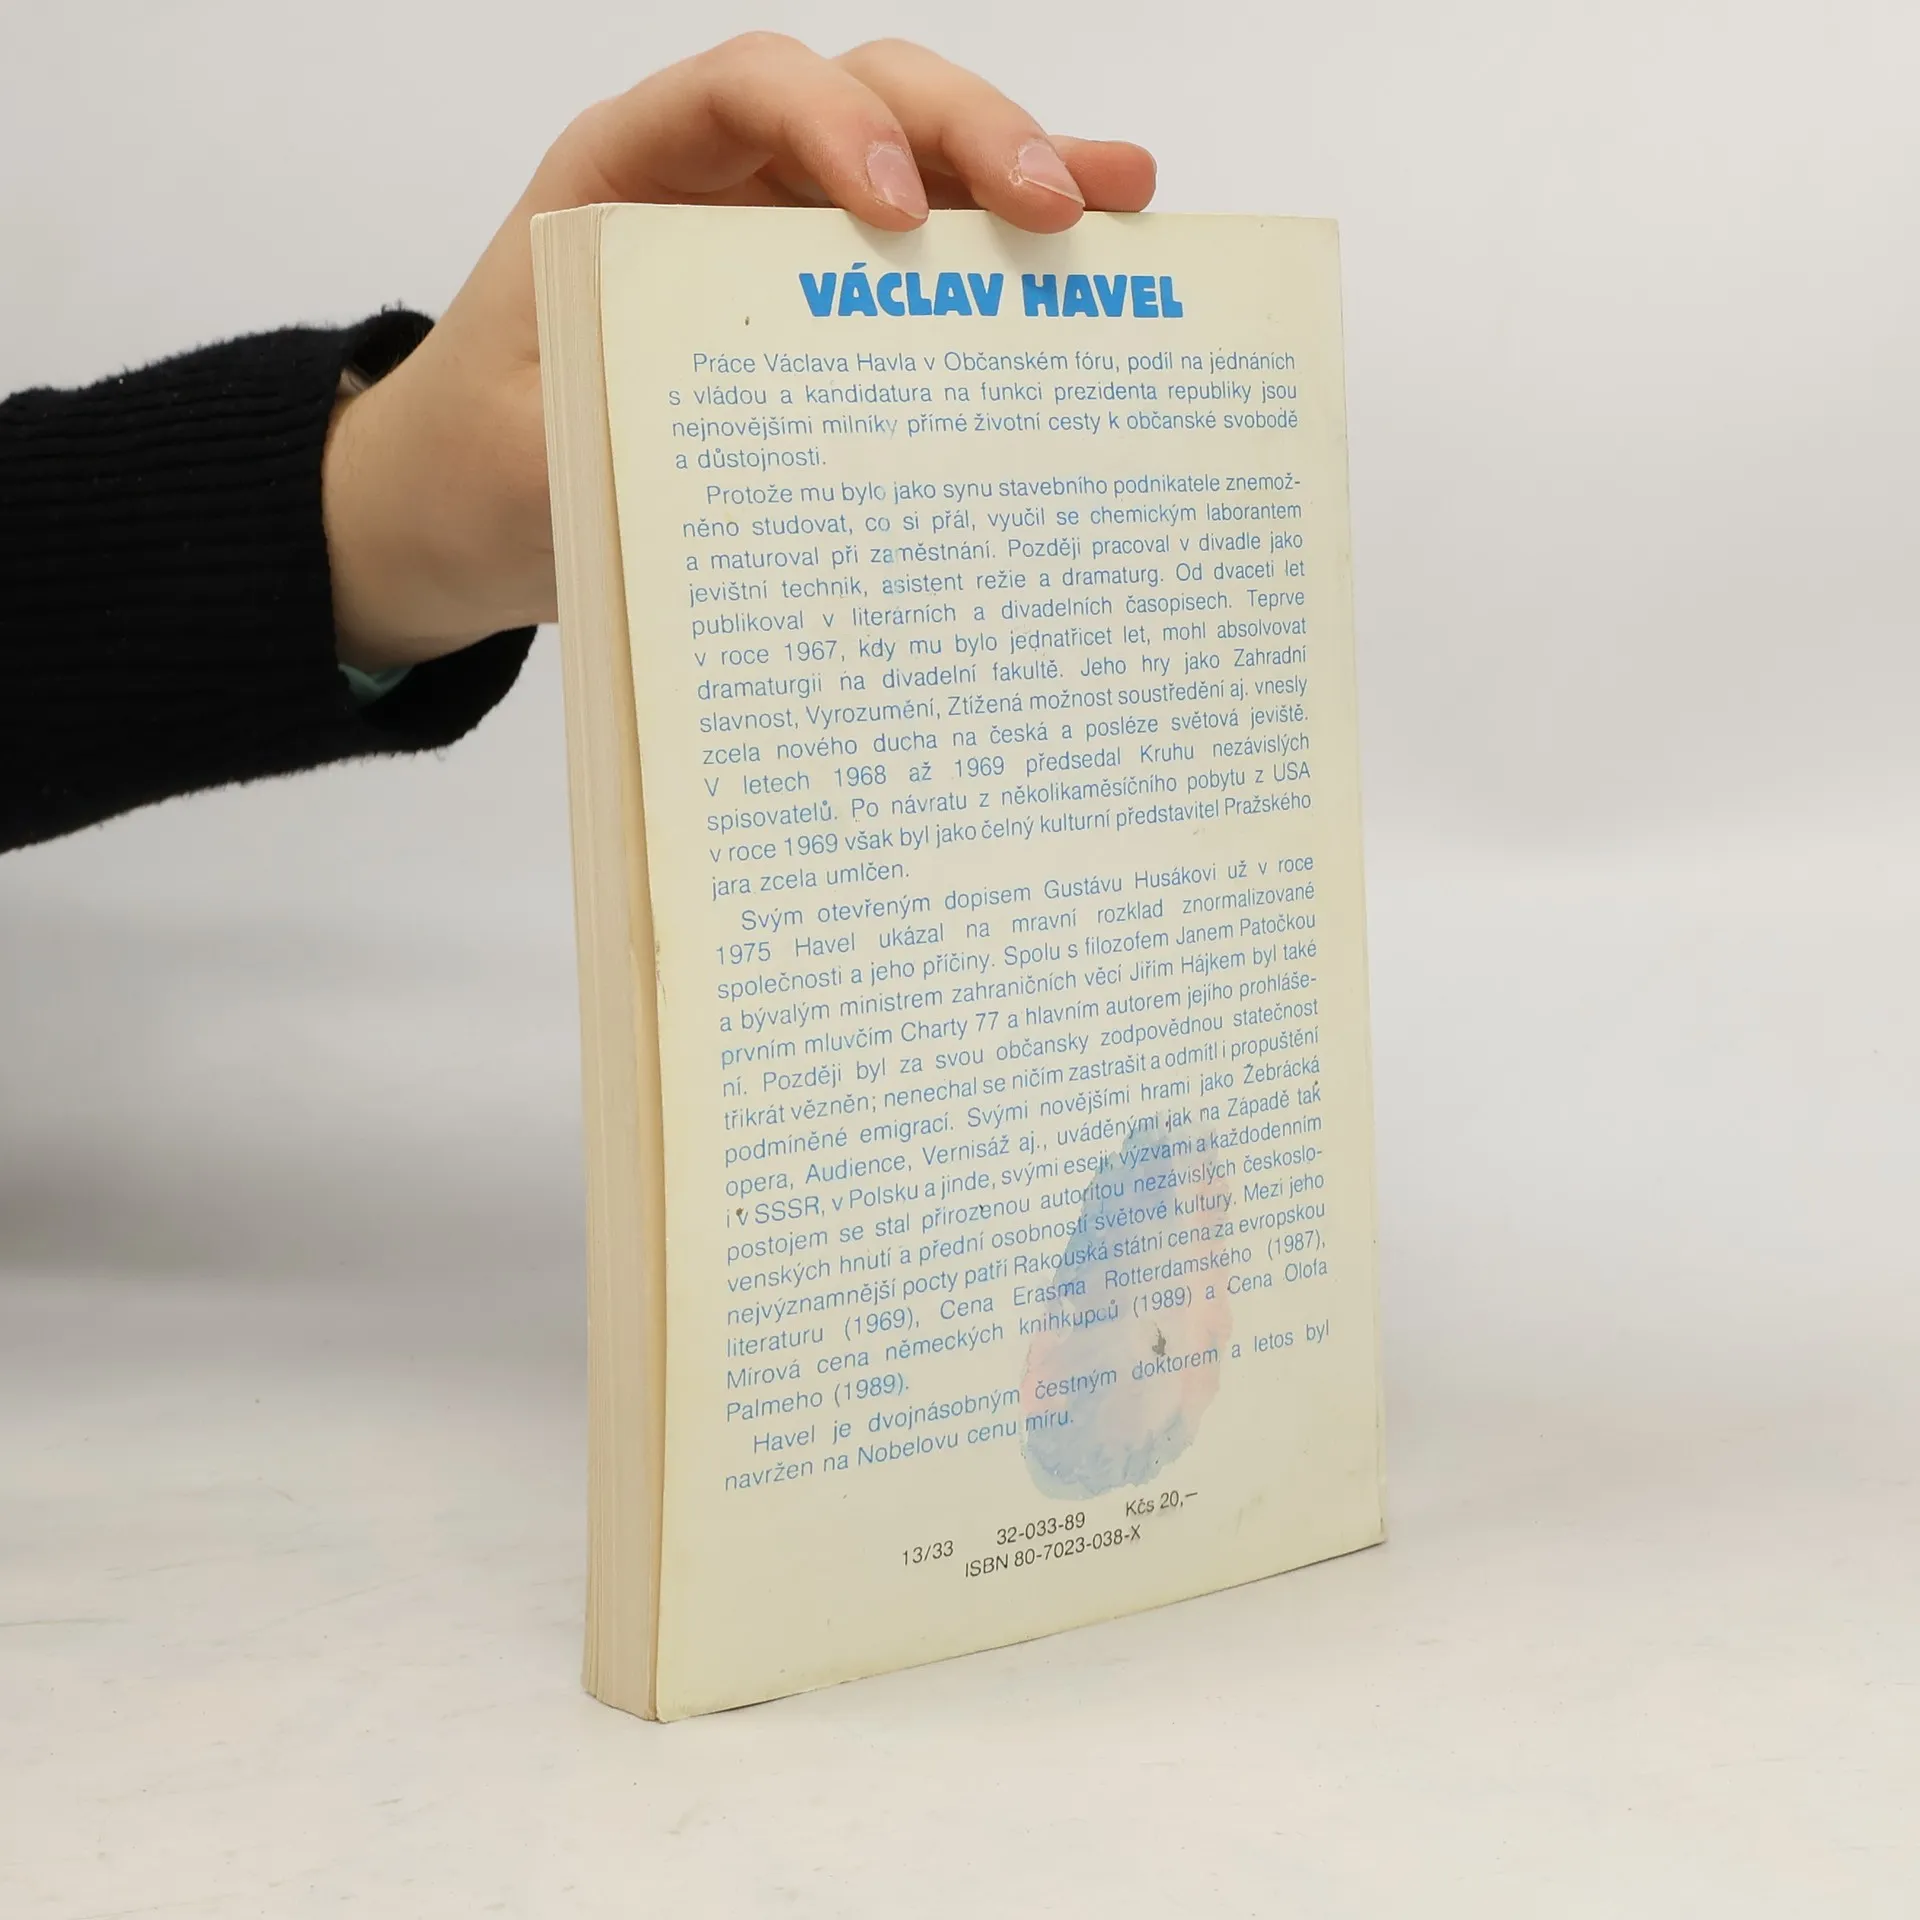 VÁCLAV HAVEL
Práce Václava Havla v Občanském fóru, podíl na jednáních
s vládou a kandidatura na funkci prezidenta republiky jsou
nejnovějšími milníky přímé životní cesty k občanské svobodě
a důstojnosti.
Protože mu bylo jako synu stavebního podnikatele znemož-
něno studovat, co si přál, vyučil se chemickým laborantem
a maturoval při zaměstnání. Později pracoval v divadle jako
jevištní technik, asistent režie a dramaturg. Od dvaceti let
publikoval v literárních a divadelních časopisech. Teprve
v roce 1967, kdy mu bylo jednatřicet let, mohl absolvovat
dramaturgii na divadelní fakultě. Jeho hry jako Zahradní
slavnost, Vyrozumění, Ztížená možnost soustředění aj. vnesly
zcela nového ducha na česká a posléze světová jeviště.
V letech 1968 až 1969 předsedal Kruhu nezávislých
spisovatelů. Po návratu z několikaměsíčního pobytu z USA
v roce 1969 však byl jako čelný kulturní představitel Pražského
jara zcela umlčen.
Svým otevřeným dopisem Gustávu Husákovi už v roce
1975 Havel ukázal na mravní rozklad znormalizované
společnosti a jeho příčiny. Spolu s filozofem Janem Patočkou
a bývalým ministrem zahraničních věcí Jiřím Hájkem byl také
prvním mluvčím Charty 77 a hlavním autorem jejího prohláše-
ní. Později byl za svou občansky zodpovědnou statečnost
třikrát vězněn; nenechal se ničím zastrašit a odmítl i propuštění
podmíněné emigrací. Svými novějšími hrami jako Žebrácká
opera, Audience, Vernisáž aj., uváděnými jak na Západě tak
i v SSSR, v Polsku a jinde, svými eseji, výzvami a každodenním
postojem se stal přirozenou autoritou nezávislých českoslo-
venských hnutí a přední osobností světové kultury. Mezi jeho
nejvýznamnější pocty patří Rakouská státní cena za evropskou
literaturu (1969), Cena Erasma Rotterdamského (1987),
Mírová cena německých knihkupců (1989) a Cena Olofa
Palmeho (1989).
Havel je dvojnásobným čestným doktorem a letos byl
navržen na Nobelovu cenu míru.
13/33 32-033-89 Kčs 20,–
ISBN 80-7023-038-X